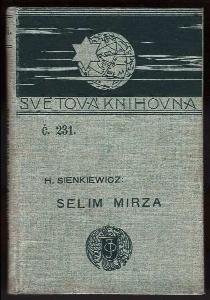 SVĚTOVÁ KNIHOVNA
č. 231.
H. SIENKIEWICZ:
SELIM MIRZA